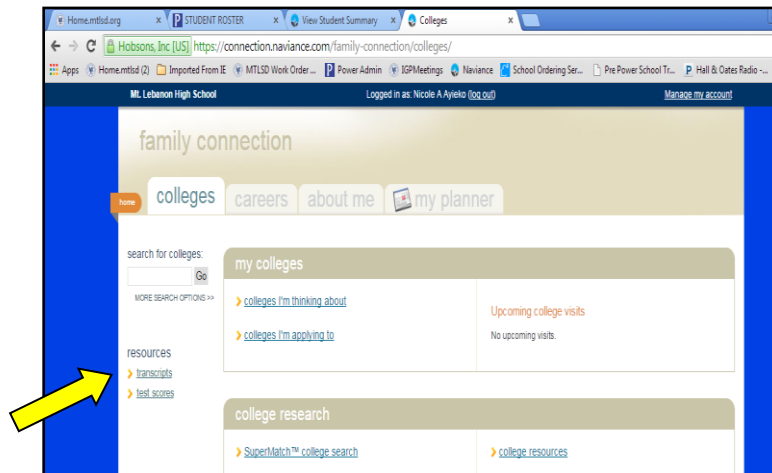 Home.mtlsd.org
STUDENT ROSTER
View Student Summary
Colleges
Hobsons, Inc [US] https://connection.naviance.com/family-connection/colleges/
Apps Home.mtlsd (2) Imported From IE MTLSD Work Order ... Power Admin IGPMeetings Naviance School Ordering Ser... Pre Power School Tr... Hall & Oates Radio -...
Mt. Lebanon High School Logged in as: Nicole A Ayieko (log out) Manage my account
family connection
home colleges careers about me my planner
search for colleges:
Go
MORE SEARCH OPTIONS >>
resources
transcripts
test scores
my colleges
colleges I'm thinking about
colleges I'm applying to
Upcoming college visits
No upcoming visits.
college research
SuperMatch™ college search
college resources